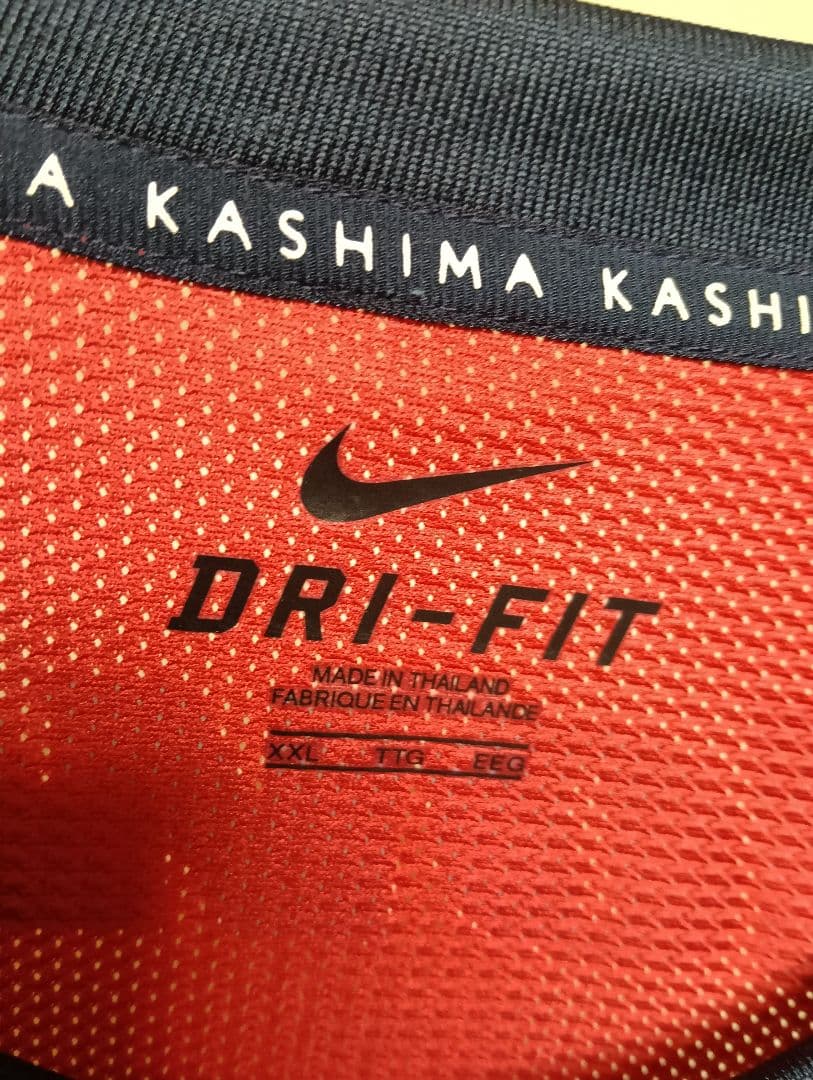 A KASHIMA KASHI
DRI-FIT
MADE IN THAILAND
FABRIQUE EN THAILANDE
XXL TTG EEG